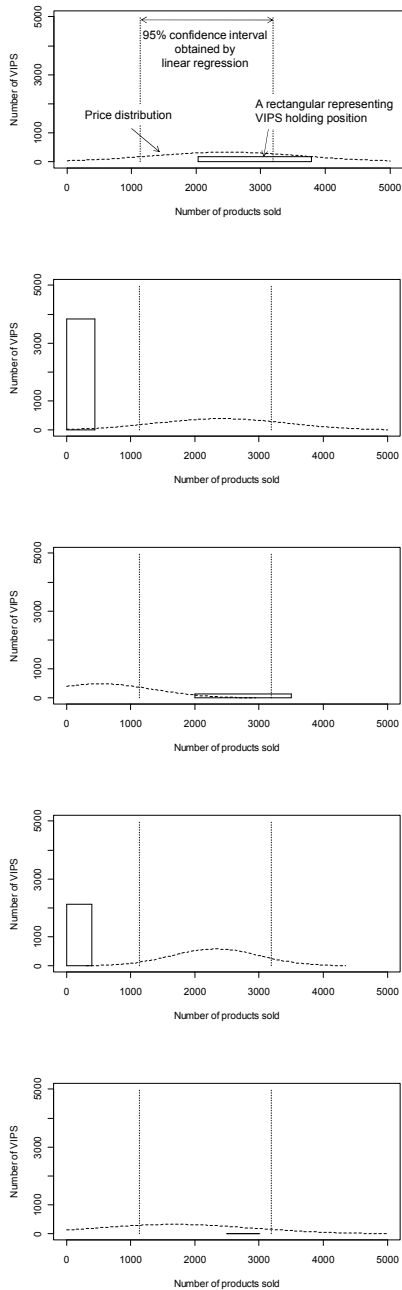 5000
3000
1000
0
Number of VIPS
95% confidence interval
obtained by
linear regression
Price distribution
A rectangular representing
VIPS holding position
0 1000 2000 3000 4000 5000
Number of products sold
5000
3000
1000
0
Number of VIPS
0 1000 2000 3000 4000 5000
Number of products sold
5000
3000
1000
0
Number of VIPS
0 1000 2000 3000 4000 5000
Number of products sold
5000
3000
1000
0
Number of VIPS
0 1000 2000 3000 4000 5000
Number of products sold
5000
3000
1000
0
Number of VIPS
0 1000 2000 3000 4000 5000
Number of products sold